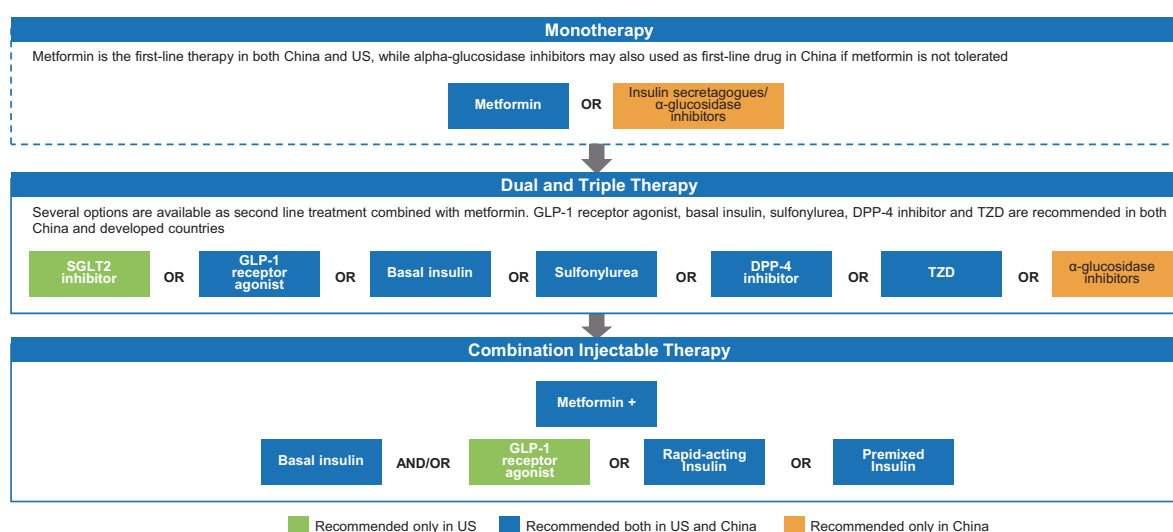 Monotherapy
Metformin is the first-line therapy in both China and US, while alpha-glucosidase inhibitors may also used as first-line drug in China if metformin is not tolerated
Metformin
OR
Insulin secretagogues/
α-glucosidase
inhibitors
Dual and Triple Therapy
Several options are available as second line treatment combined with metformin. GLP-1 receptor agonist, basal insulin, sulfonylurea, DPP-4 inhibitor and TZD are recommended in both
China and developed countries
SGLT2
inhibitor
OR
GLP-1
receptor
agonist
OR
Basal insulin
OR
Sulfonylurea
OR
DPP-4
inhibitor
OR
TZD
OR
α-glucosidase
inhibitors
Combination Injectable Therapy
Metformin +
Basal insulin
AND/OR
GLP-1
receptor
agonist
OR
Rapid-acting
Insulin
OR
Premixed
Insulin
Recommended only in US
Recommended both in US and China
Recommended only in China